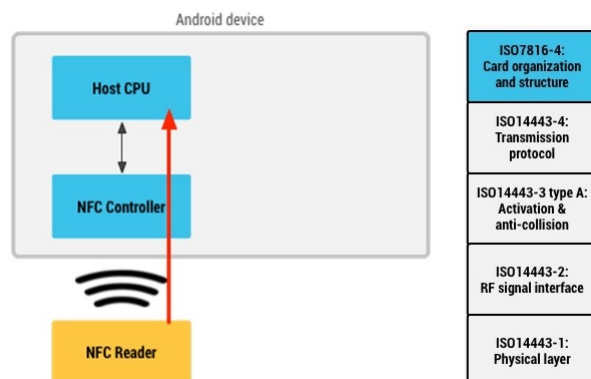 Android device
Host CPU
NFC Controller
NFC Reader
ISO7816-4:
Card organization
and structure
ISO14443-4:
Transmission
protocol
ISO14443-3 type A:
Activation &
anti-collision
ISO14443-2:
RF signal interface
ISO14443-1:
Physical layer